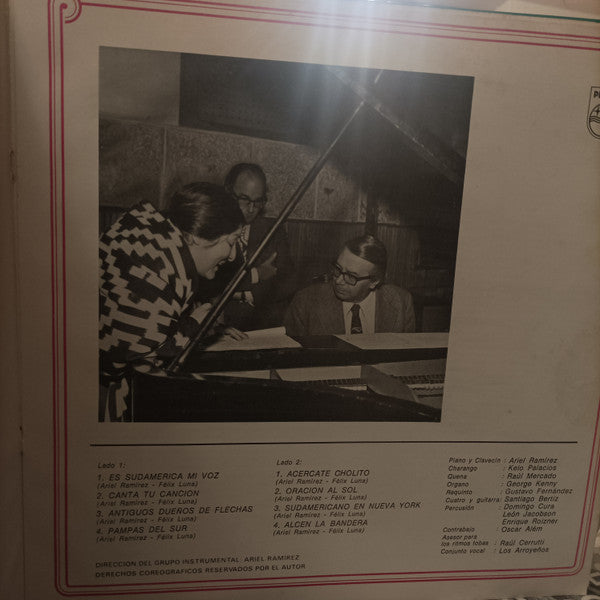 Lado 1:
1. ES SUDAMERICA MI VOZ
(Ariel Ramírez - Félix Luna)
2. CANTA TU CANCION
(Ariel Ramírez - Félix Luna)
3. ANTIGUOS DUEÑOS DE FLECHAS
(Ariel Ramírez - Félix Luna)
4. PAMPAS DEL SUR
(Ariel Ramírez - Félix Luna)
Lado 2:
1. ACERCATE CHOLITO
(Ariel Ramírez - Félix Luna)
2. ORACION AL SOL
(Ariel Ramírez - Félix Luna)
3. SUDAMERICANO EN NUEVA YORK
(Ariel Ramírez - Félix Luna)
4. ALCEN LA BANDERA
(Ariel Ramírez - Félix Luna)
Piano y Clavecín : Ariel Ramírez
Charango : Kelo Palacios
Quena : Raúl Mercado
Organo : George Kenny
Raquinto : Gustavo Fernández
Cuatro y guitarra: Santiago Bertiz
Percusión : Domingo Cura
León Jacobson
Enrique Roizner
Contrabajo : Oscar Alem
Asesor para
los ritmos tobas : Raúl Cerrutti
Conjunto vocal : Los Arroyeños
DIRECCION DEL GRUPO INSTRUMENTAL: ARIEL RAMIREZ
DERECHOS COREOGRAFICOS RESERVADOS POR EL AUTOR